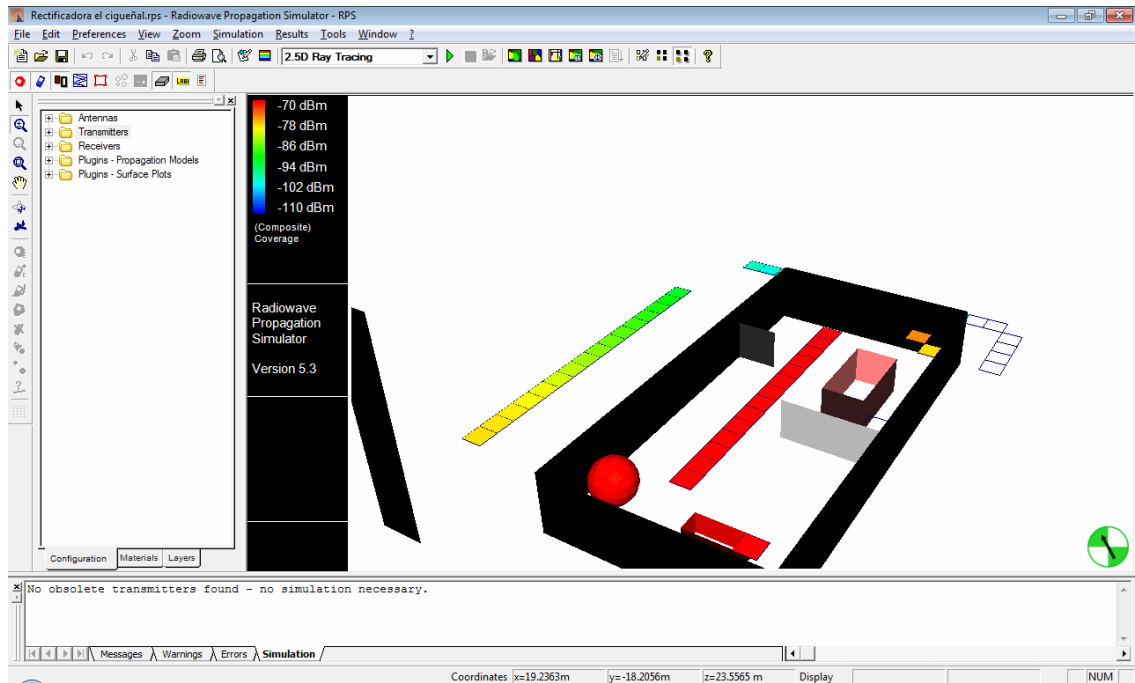 Rectificadora el cigueñal.rps - Radiowave Propagation Simulator - RPS
File Edit Preferences View Zoom Simulation Results Tools Window ?
2.5D Ray Tracing
LABI
Antennas
Transmitters
Receivers
Plugins - Propagation Models
Plugins - Surface Plots
Configuration Materials Layers
-70 dBm
-78 dBm
-86 dBm
-94 dBm
-102 dBm
-110 dBm
(Composite)
Coverage
Radiowave
Propagation
Simulator
Version 5.3
No obsolete transmitters found - no simulation necessary.
Messages Warnings Errors Simulation
Coordinates x=19.2363m y=-18.2056m z=23.5565 m Display NUM